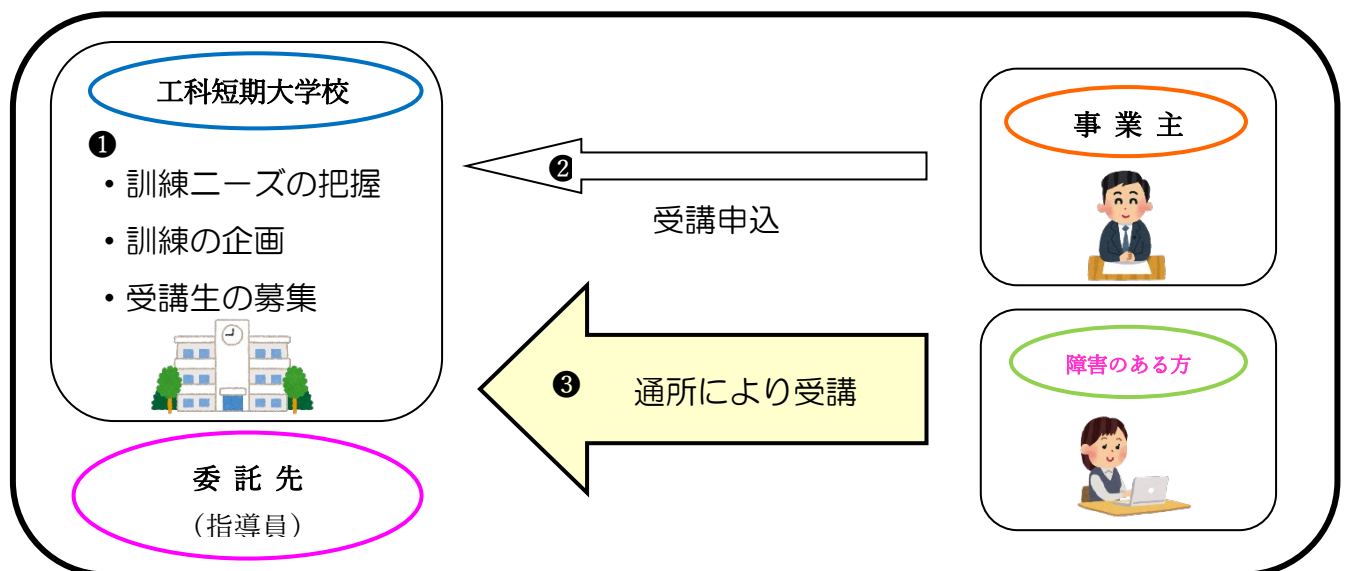 工科短期大学校
❶
・訓練ニーズの把握
・訓練の企画
・受講生の募集
委託先
（指導員）
❷
受講申込
❸ 通所により受講
事業主
障害のある方